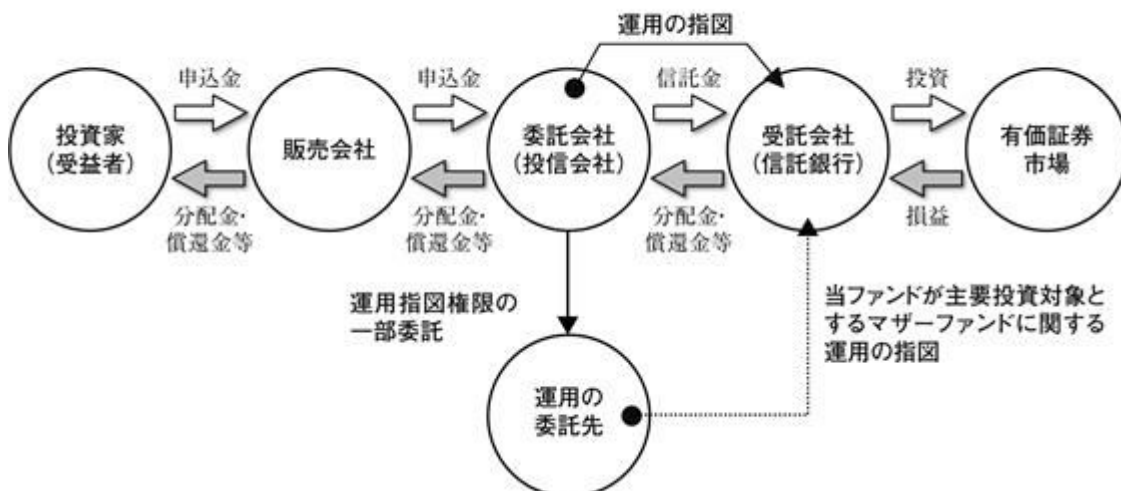 運用の指図
申込金
申込金
信託金
投資
投資家
(受益者)
販売会社
委託会社
(投信会社)
受託会社
(信託銀行)
有価証券
市場
分配金・
償還金等
分配金・
償還金等
分配金・
償還金等
損益
運用指図権限の
一部委託
当ファンドが主要投資対象と
するマザーファンドに関する
運用の指図
運用の
委託先